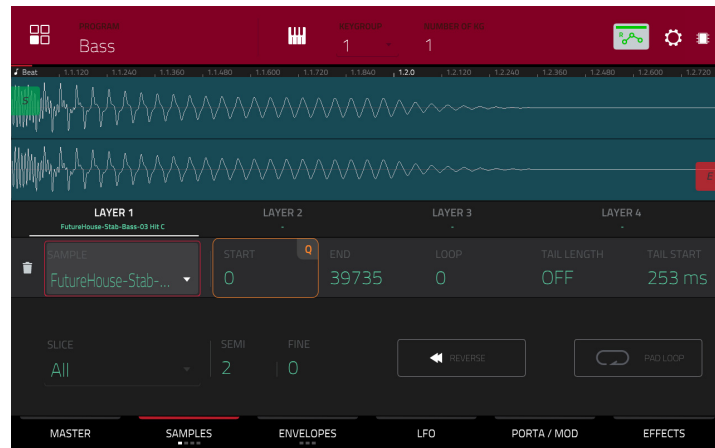 PROGRAM
Bass
KEYGROUP
1
NUMBER OF KG
1
R
Beat 1.1.120 1.1.240 1.1.360 1.1.480 1.1.600 1.1.720 1.1.840 1.2.0 1.2.120 1.2.240 1.2.360 1.2.480 1.2.600 1.2.720
S
E
LAYER 1 LAYER 2 LAYER 3 LAYER 4
FutureHouse-Stab-Bass-03 Hit C - - -
SAMPLE START Q END LOOP TAIL LENGTH TAIL START
FutureHouse-Stab-... 0 39735 0 OFF 253 ms
SLICE SEMI FINE
All 2 0
REVERSE PAD LOOP
MASTER SAMPLES ENVELOPES LFO PORTA / MOD EFFECTS